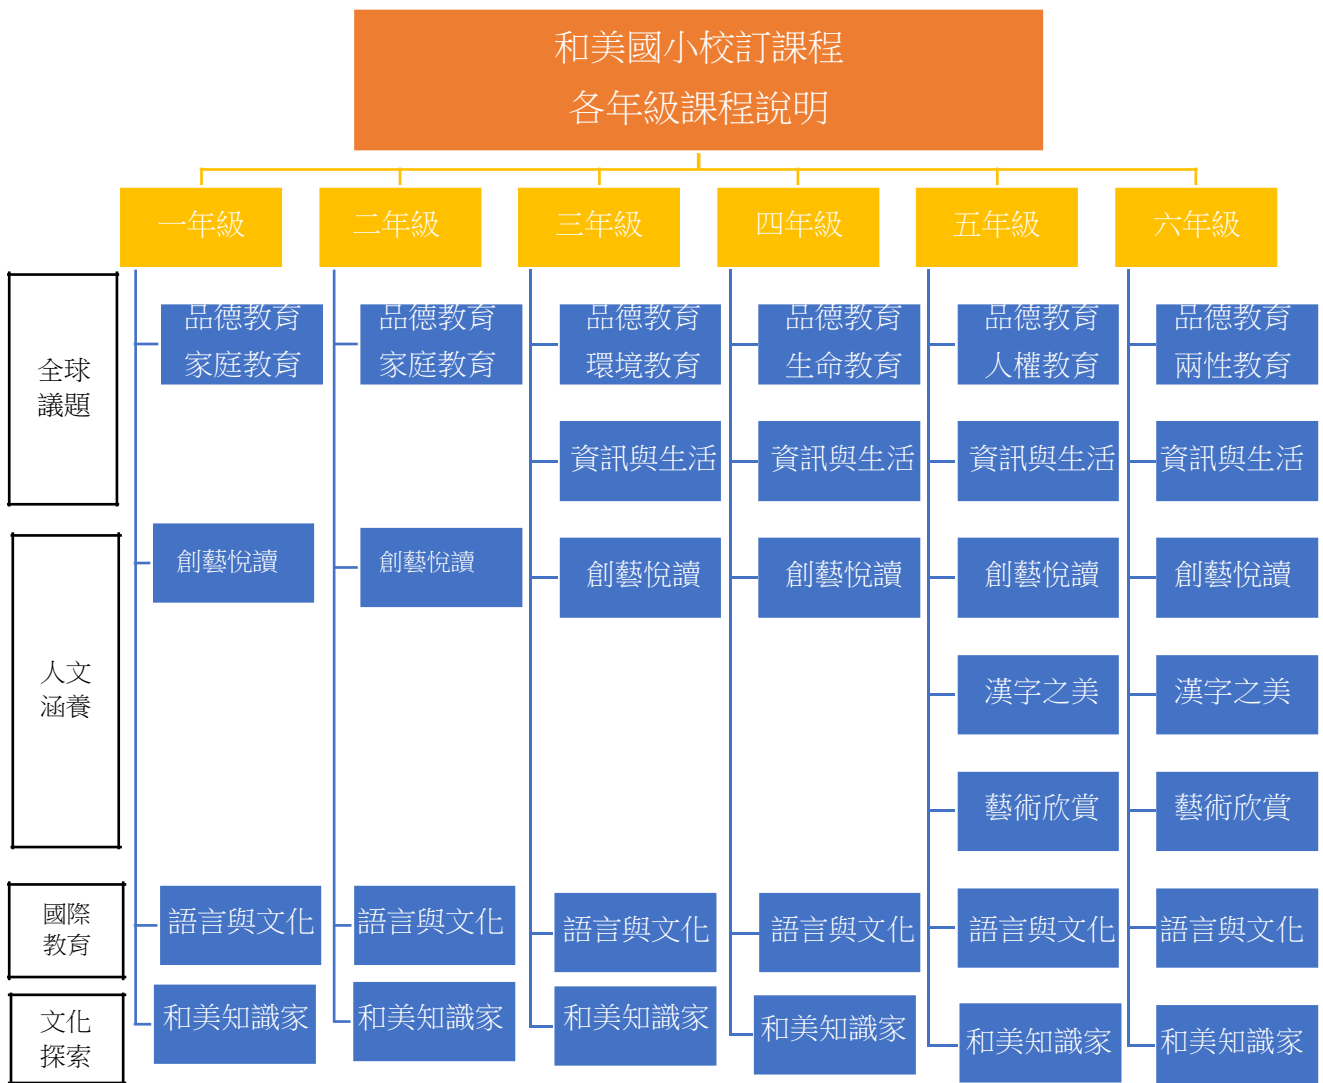 和美國小校訂課程
各年級課程說明
一年級
二年級
三年級
四年級
五年級
六年級
全球
議題
品德教育
家庭教育
品德教育
家庭教育
品德教育
環境教育
品德教育
生命教育
品德教育
人權教育
品德教育
兩性教育
資訊與生活
資訊與生活
資訊與生活
資訊與生活
人文
涵養
創藝悅讀
創藝悅讀
創藝悅讀
創藝悅讀
創藝悅讀
創藝悅讀
漢字之美
漢字之美
藝術欣賞
藝術欣賞
國際
教育
語言與文化
語言與文化
語言與文化
語言與文化
語言與文化
語言與文化
文化
探索
和美知識家
和美知識家
和美知識家
和美知識家
和美知識家
和美知識家